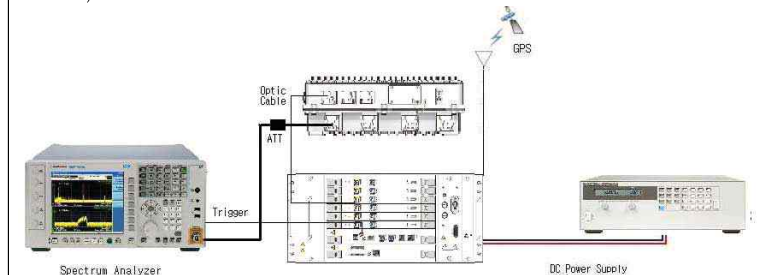 GPS
Optic
Cable
ATT
Trigger
Spectrum Analyzer
DC Power Supply